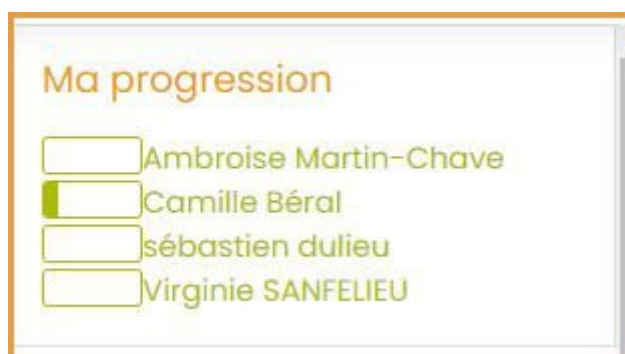 Ma progression
Ambroise Martin-Chave
Camille Béral
sébastien dulieu
Virginie SANFELIEU